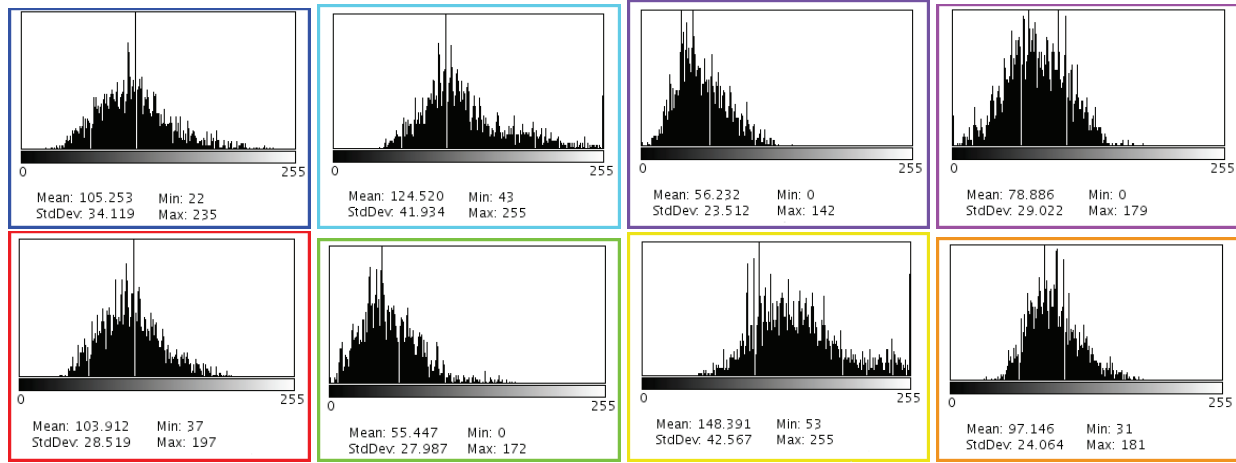 0 255
Mean: 105.253 Min: 22
StdDev: 34.119 Max: 235
0 255
Mean: 124.520 Min: 43
StdDev: 41.934 Max: 255
0 255
Mean: 56.232 Min: 0
StdDev: 23.512 Max: 142
0 255
Mean: 78.886 Min: 0
StdDev: 29.022 Max: 179
0 255
Mean: 103.912 Min: 37
StdDev: 28.519 Max: 197
0 255
Mean: 55.447 Min: 0
StdDev: 27.987 Max: 172
0 255
Mean: 148.391 Min: 53
StdDev: 42.567 Max: 255
0 255
Mean: 97.146 Min: 31
StdDev: 24.064 Max: 181